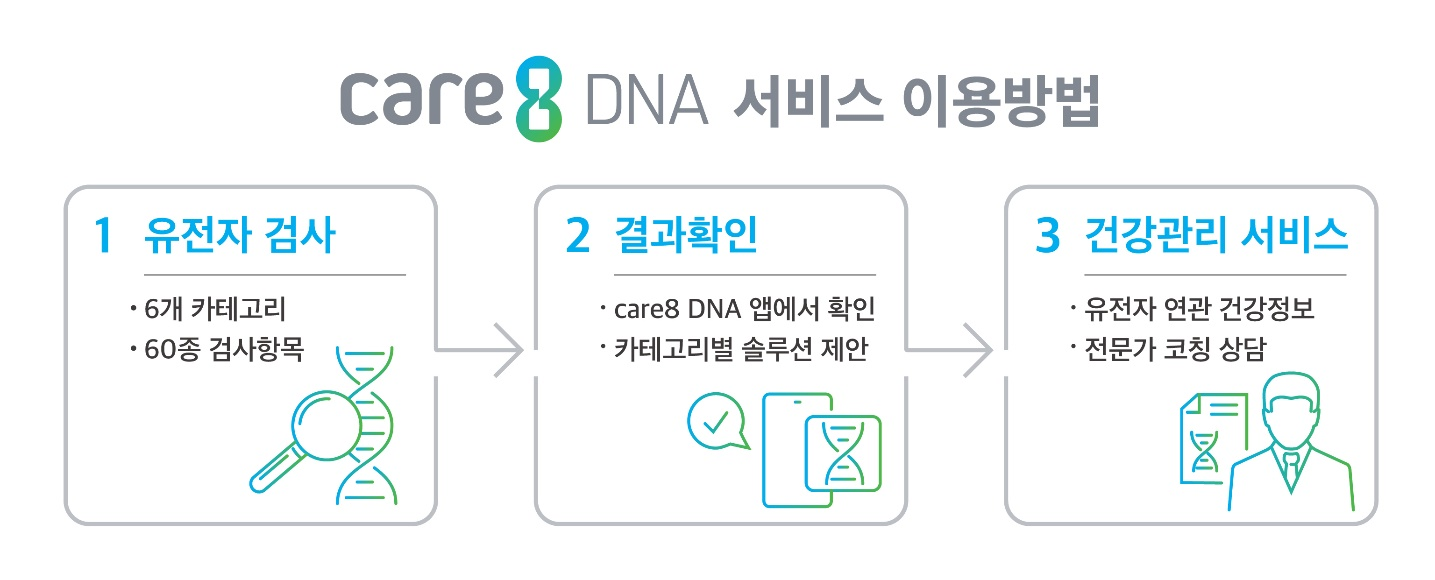 care8 DNA 서비스 이용방법
1 유전자 검사
· 6개 카테고리
· 60종 검사항목
2 결과확인
· care8 DNA 앱에서 확인
· 카테고리별 솔루션 제안
3 건강관리 서비스
· 유전자 연관 건강정보
· 전문가 코칭 상담